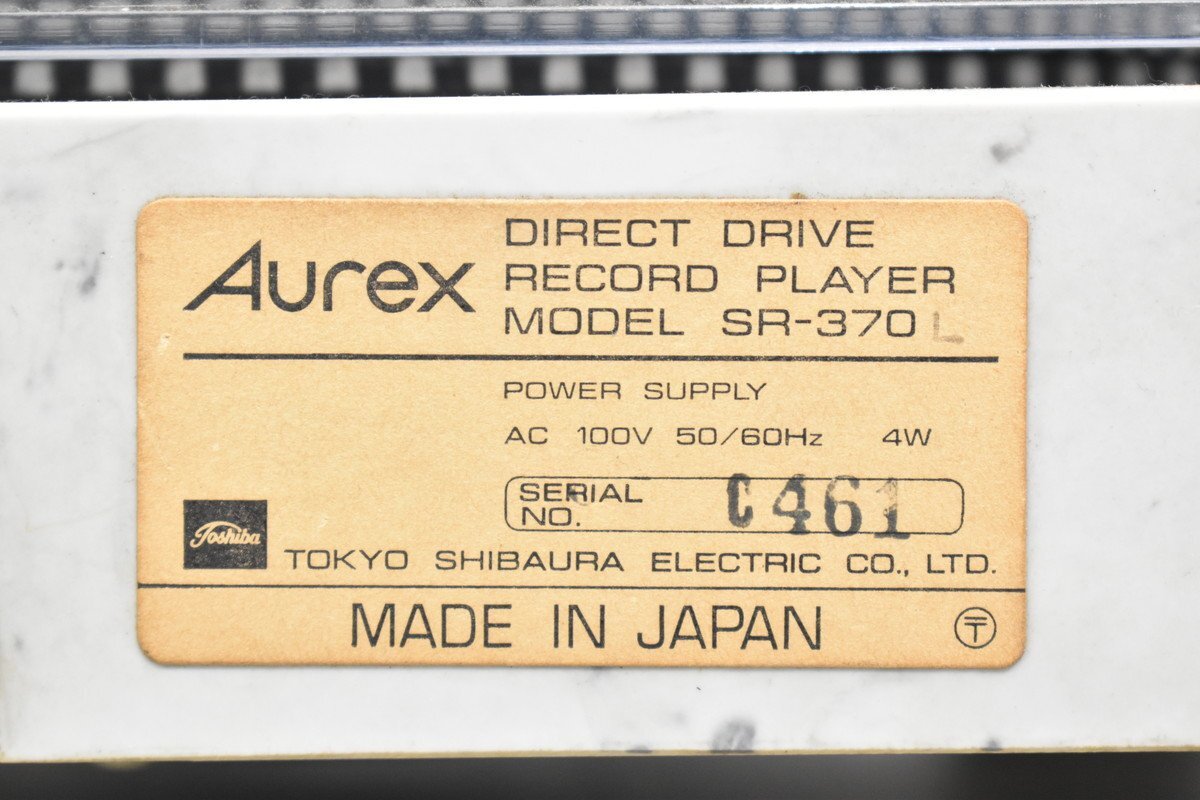 Aurex
DIRECT DRIVE
RECORD PLAYER
MODEL SR-370 L
POWER SUPPLY
AC 100V 50/60Hz 4W
SERIAL NO. C461
Toshiba
TOKYO SHIBAURA ELECTRIC CO., LTD.
MADE IN JAPAN
〒